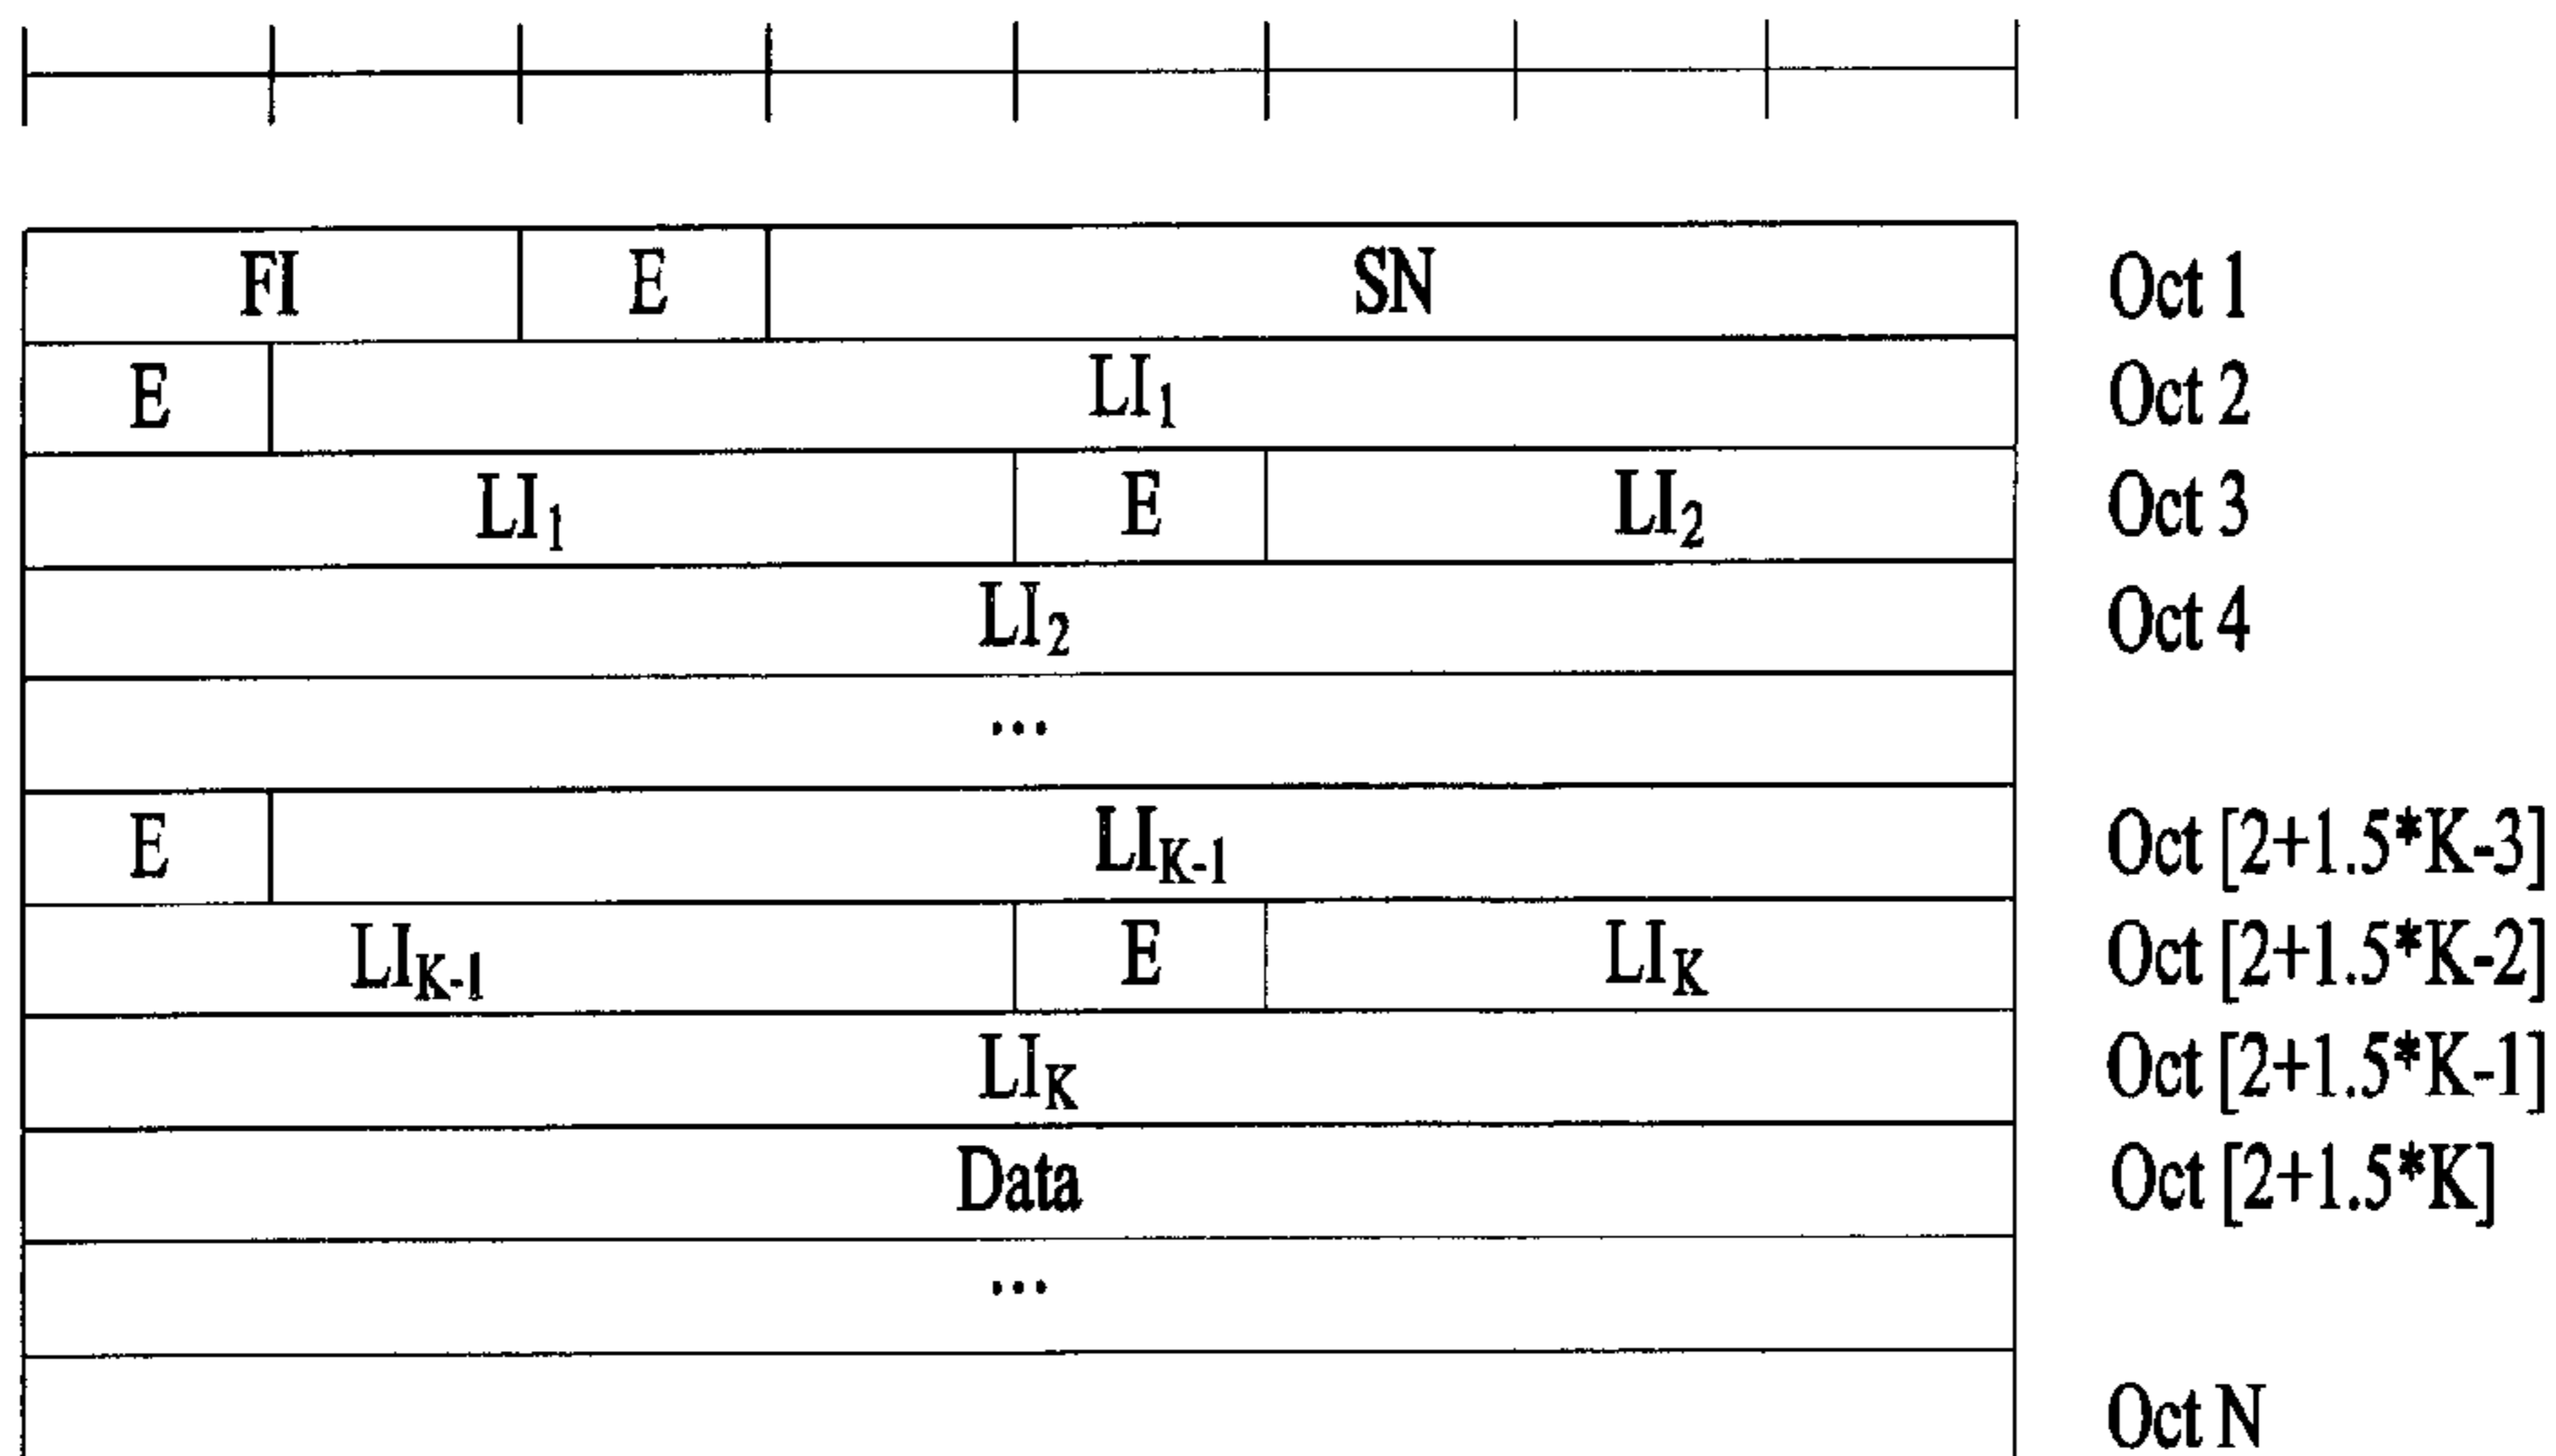 FI E SN Oct 1
E LI1 Oct 2
LI1 E LI2 Oct 3
LI2 Oct 4
...
E LIK-1 Oct [2+1.5*K-3]
LIK-1 E LIK Oct [2+1.5*K-2]
LIK Oct [2+1.5*K-1]
Data Oct [2+1.5*K]
...
Oct N